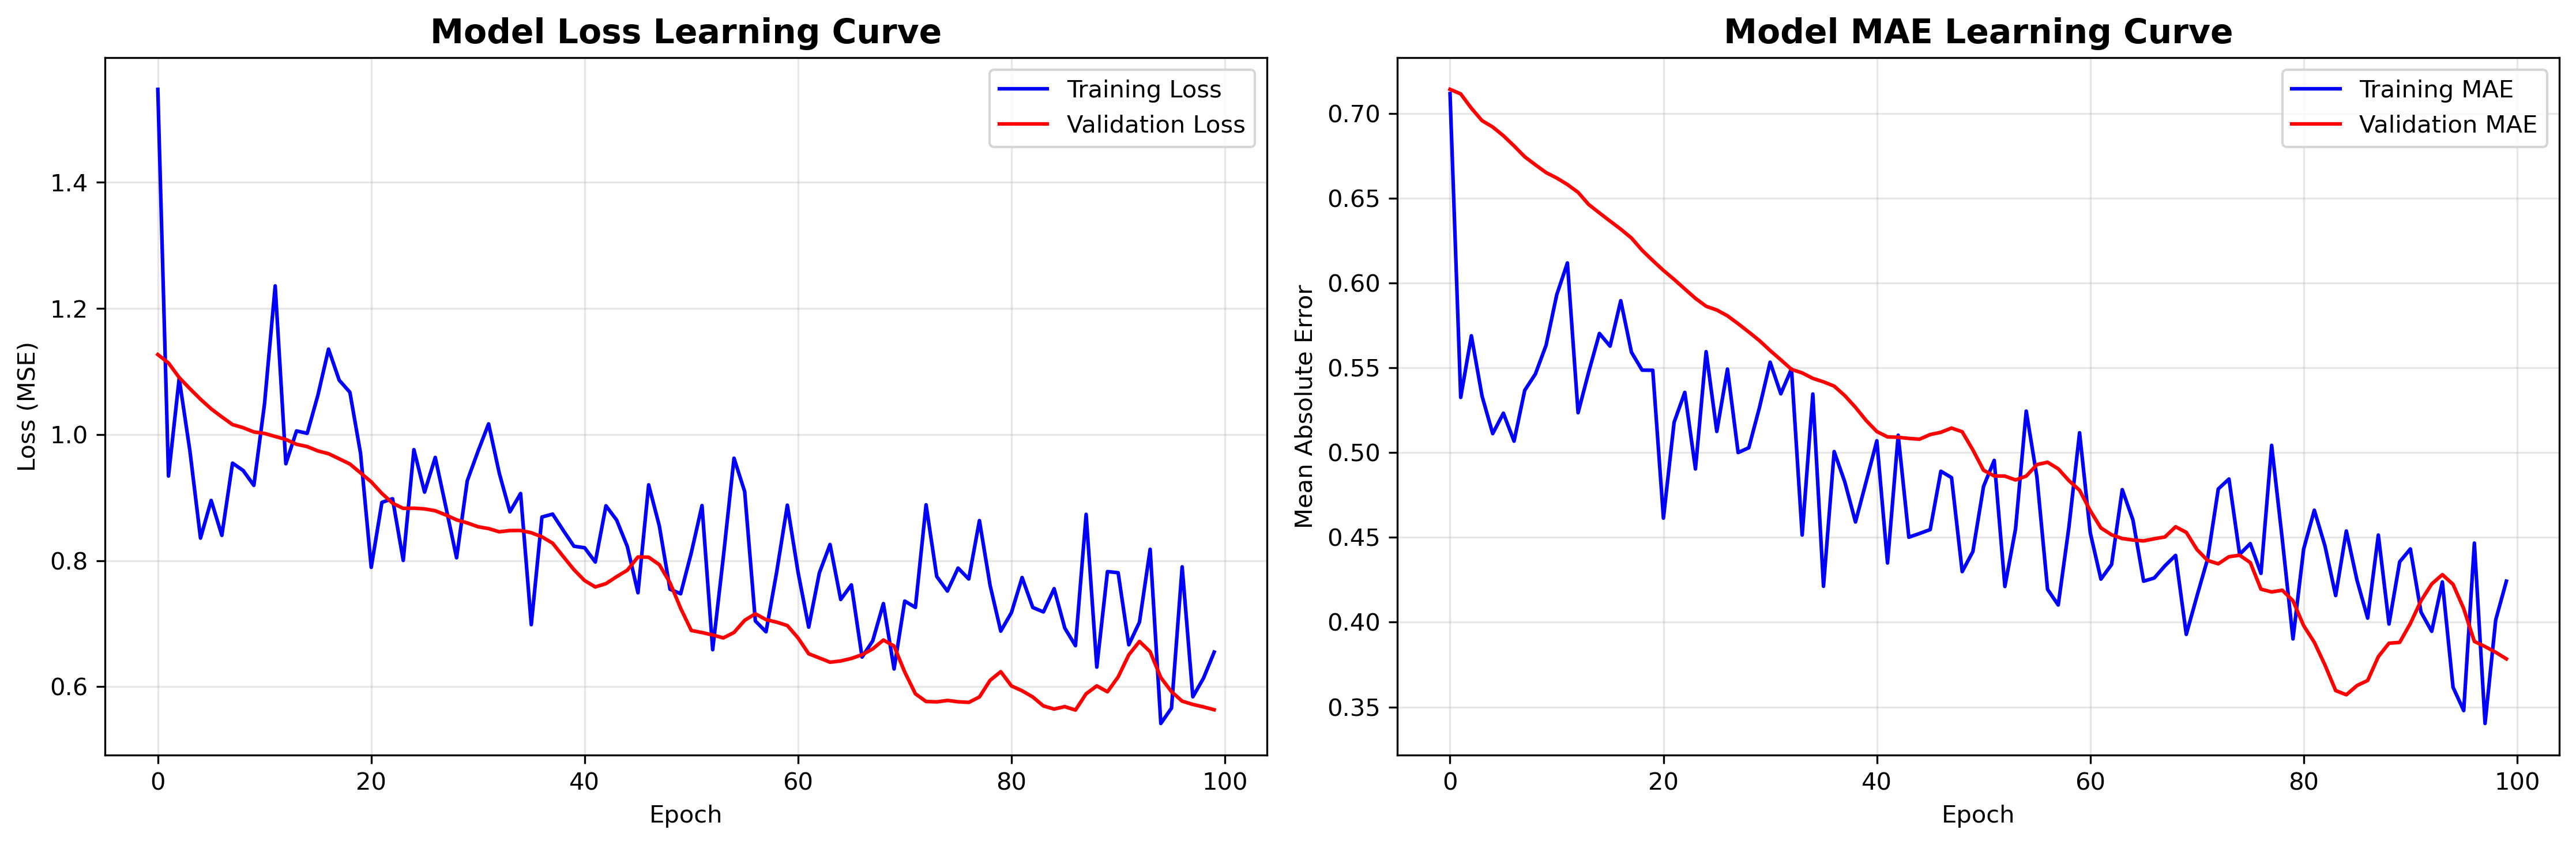 Model Loss Learning Curve
Training Loss
Validation Loss
Loss (MSE)
1.4
1.2
1.0
0.8
0.6
0
20
40
60
80
100
Epoch
Model MAE Learning Curve
Training MAE
Validation MAE
Mean Absolute Error
0.70
0.65
0.60
0.55
0.50
0.45
0.40
0.35
0
20
40
60
80
100
Epoch